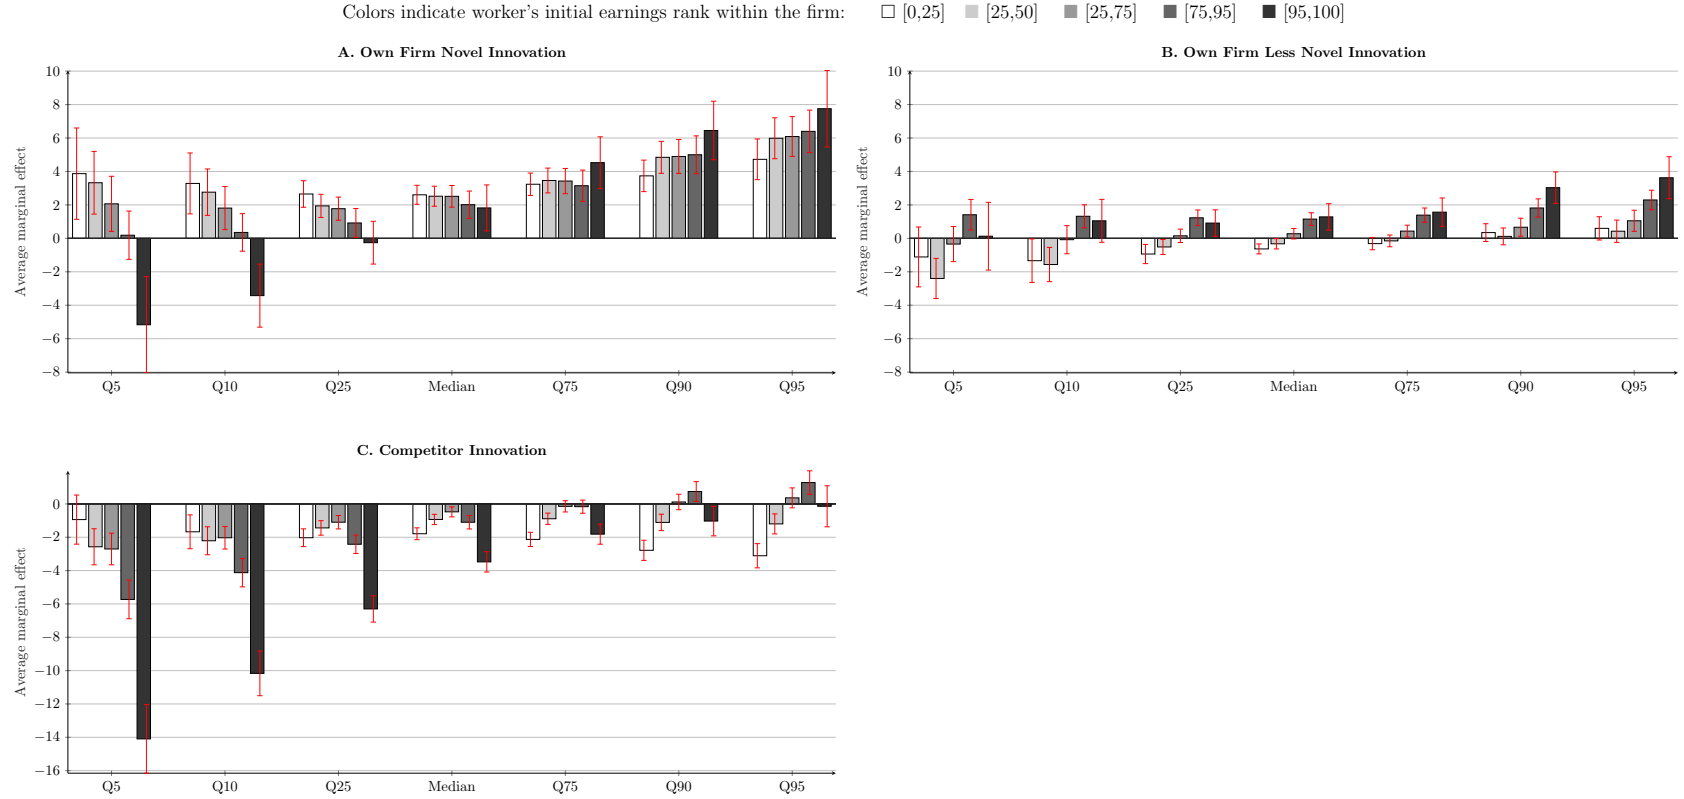 Colors indicate worker's initial earnings rank within the firm: [0,25] [25,50] [25,75] [75,95] [95,100]
A. Own Firm Novel Innovation
Average marginal effect
10
8
6
4
2
0
−2
−4
−6
−8
Q5 Q10 Q25 Median Q75 Q90 Q95
B. Own Firm Less Novel Innovation
Average marginal effect
10
8
6
4
2
0
−2
−4
−6
−8
Q5 Q10 Q25 Median Q75 Q90 Q95
C. Competitor Innovation
Average marginal effect
0
−2
−4
−6
−8
−10
−12
−14
−16
Q5 Q10 Q25 Median Q75 Q90 Q95